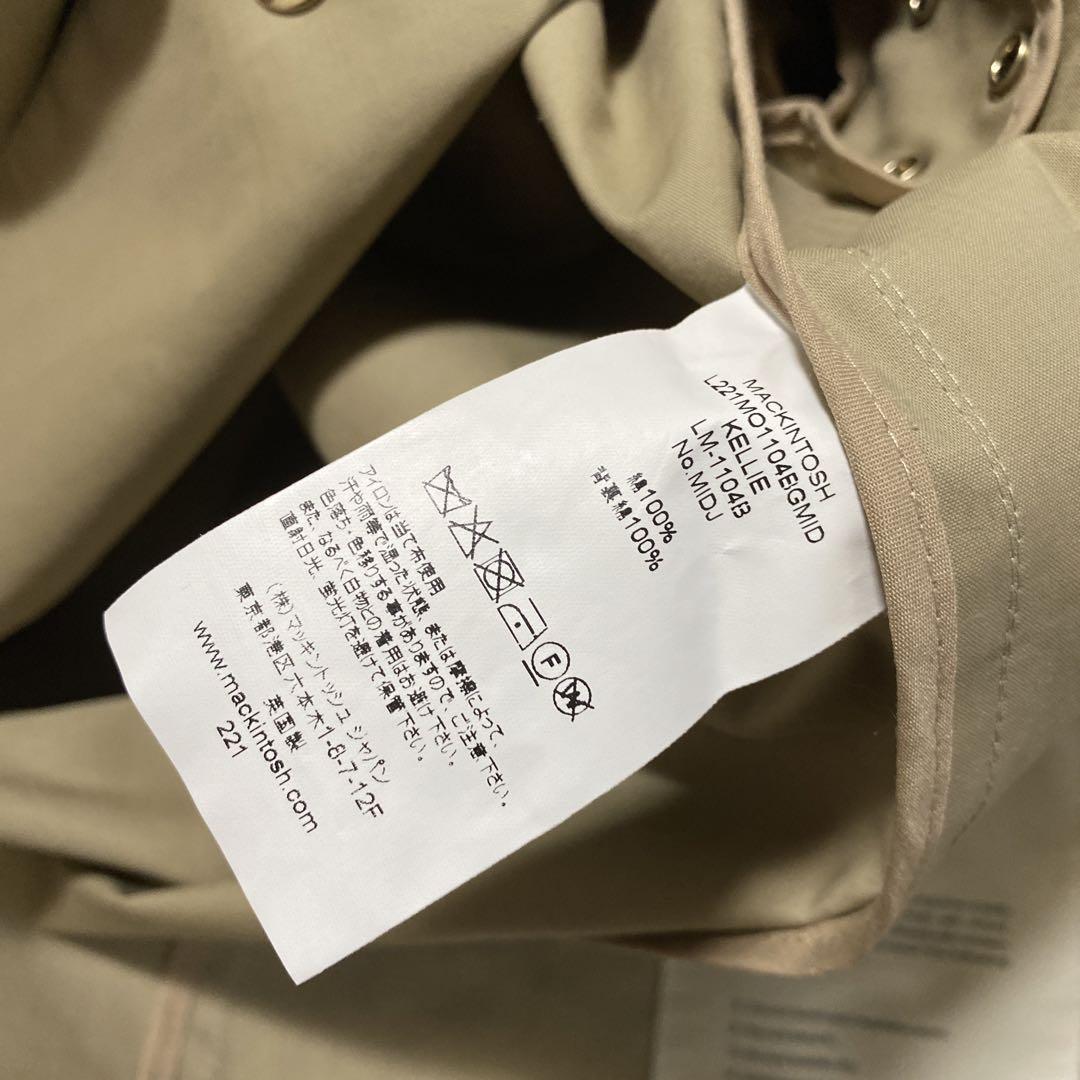 MACKINTOSH
L221MO1104BGMID
KELLIE
LM-1104B
No.MIDJ
綿100%
背裏綿100%
F
アイロンは当て布使用
汗や雨等で湿った状態、または摩擦によって、
色落ち・色移りする事がありますので、ご注意下さい。
また、なるべく白物との着用はお避け下さい。
直射日光、蛍光灯を避けて保管下さい。
(株)マッキントッシュジャパン
東京都港区六本木1-8-7-12F
英国製
www.mackintosh.com
221